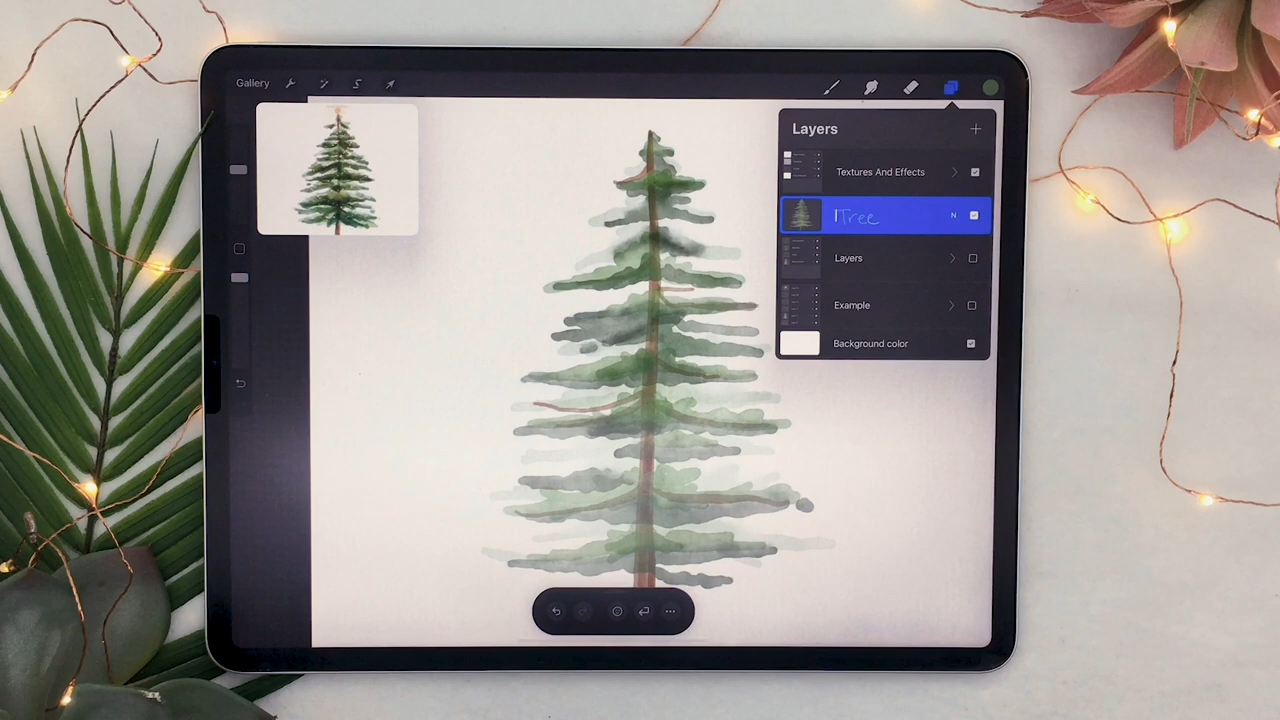 Gallery
Layers
Textures And Effects
Tree N
Layers
Example
Background color